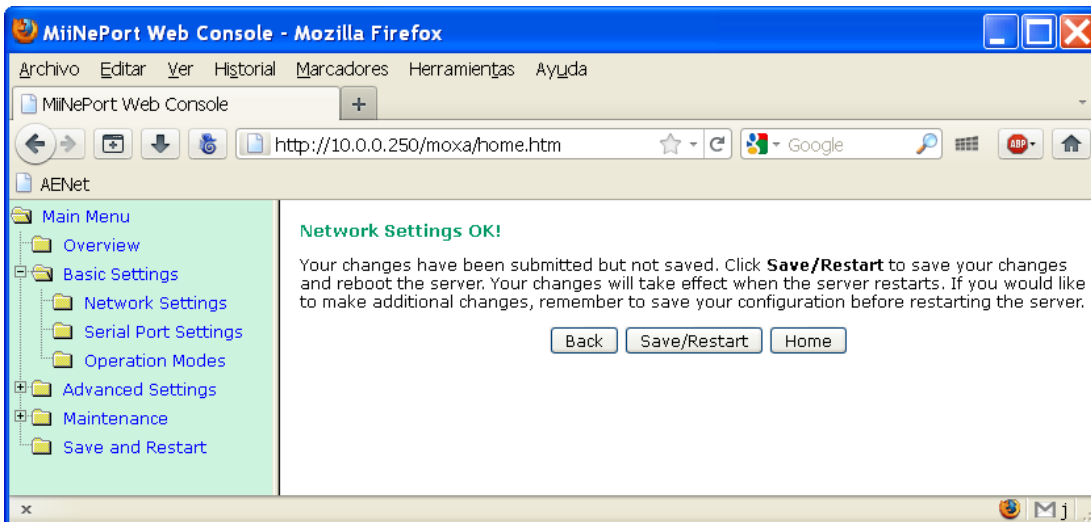 MiiNePort Web Console - Mozilla Firefox
Archivo Editar Ver Historial Marcadores Herramientas Ayuda
MiiNePort Web Console
http://10.0.0.250/moxa/home.htm Google ABP
AENet
Main Menu
Overview
Basic Settings
Network Settings
Serial Port Settings
Operation Modes
Advanced Settings
Maintenance
Save and Restart
Network Settings OK!
Your changes have been submitted but not saved. Click Save/Restart to save your changes
and reboot the server. Your changes will take effect when the server restarts. If you would like
to make additional changes, remember to save your configuration before restarting the server.
Back Save/Restart Home
x j